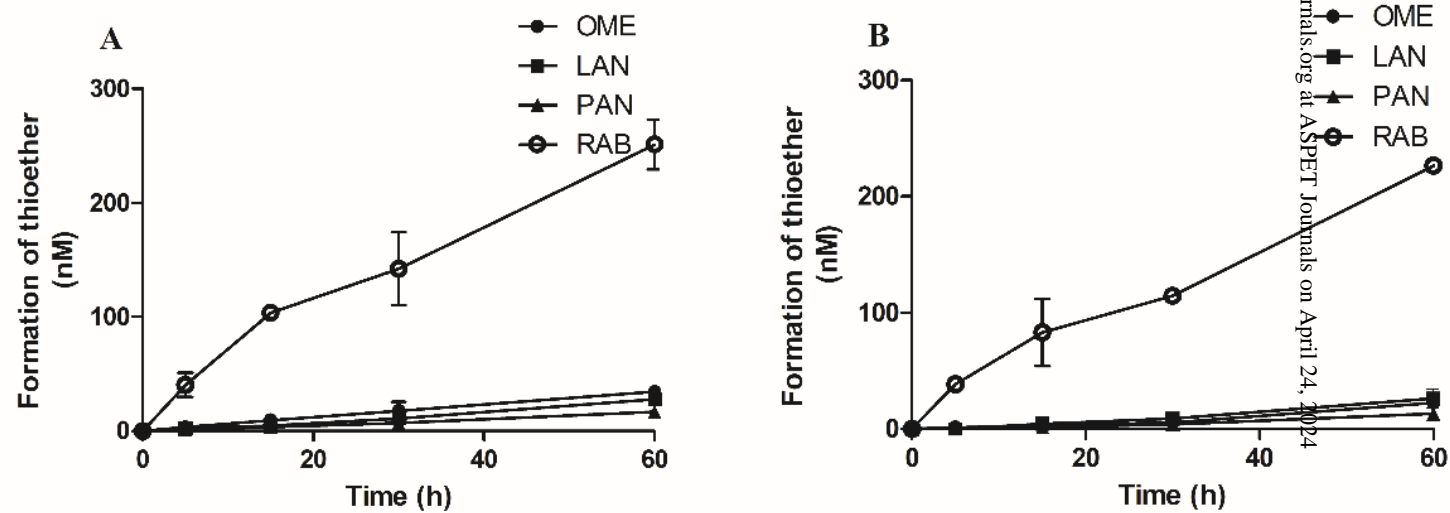 A
OME
LAN
PAN
RAB
300
200
100
0
Formation of thioether
(nM)
0
20
40
60
Time (h)
B
OME
LAN
PAN
RAB
300
200
100
0
Formation of thioether
(nM)
0
20
40
60
Time (h)
rnals.org at ASPET Journals on April 24, 2024